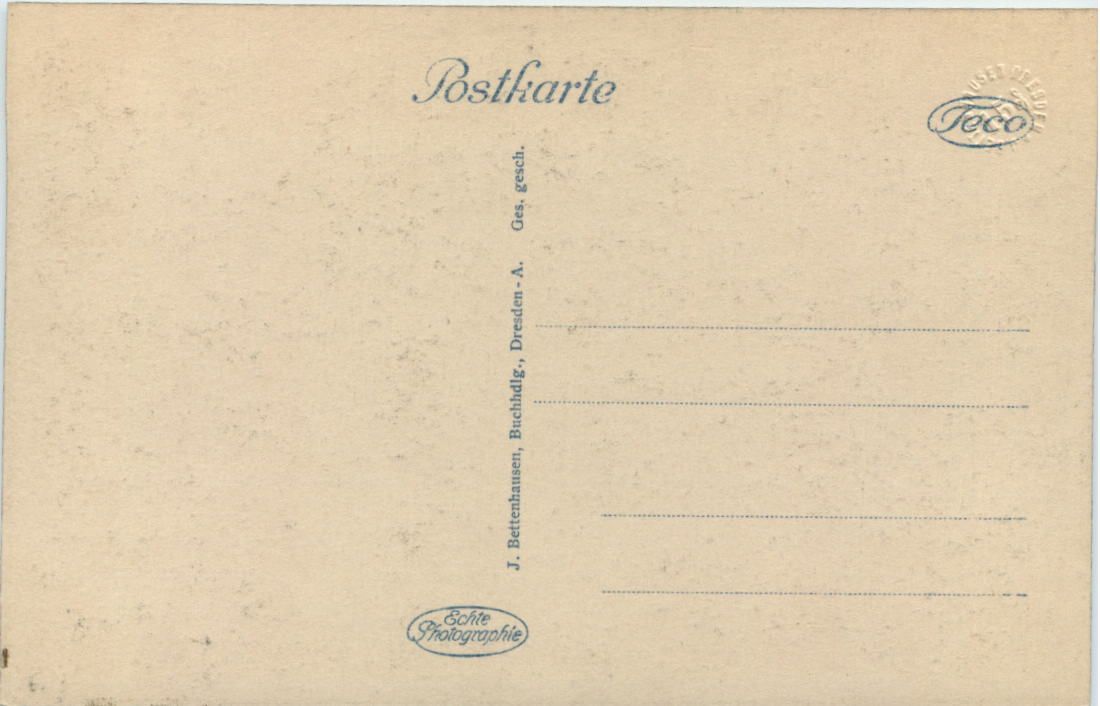 Postkarte
Teco
J. Bettenhausen, Buchhdlg., Dresden - A. Ges. gesch.
Echte
Photographie